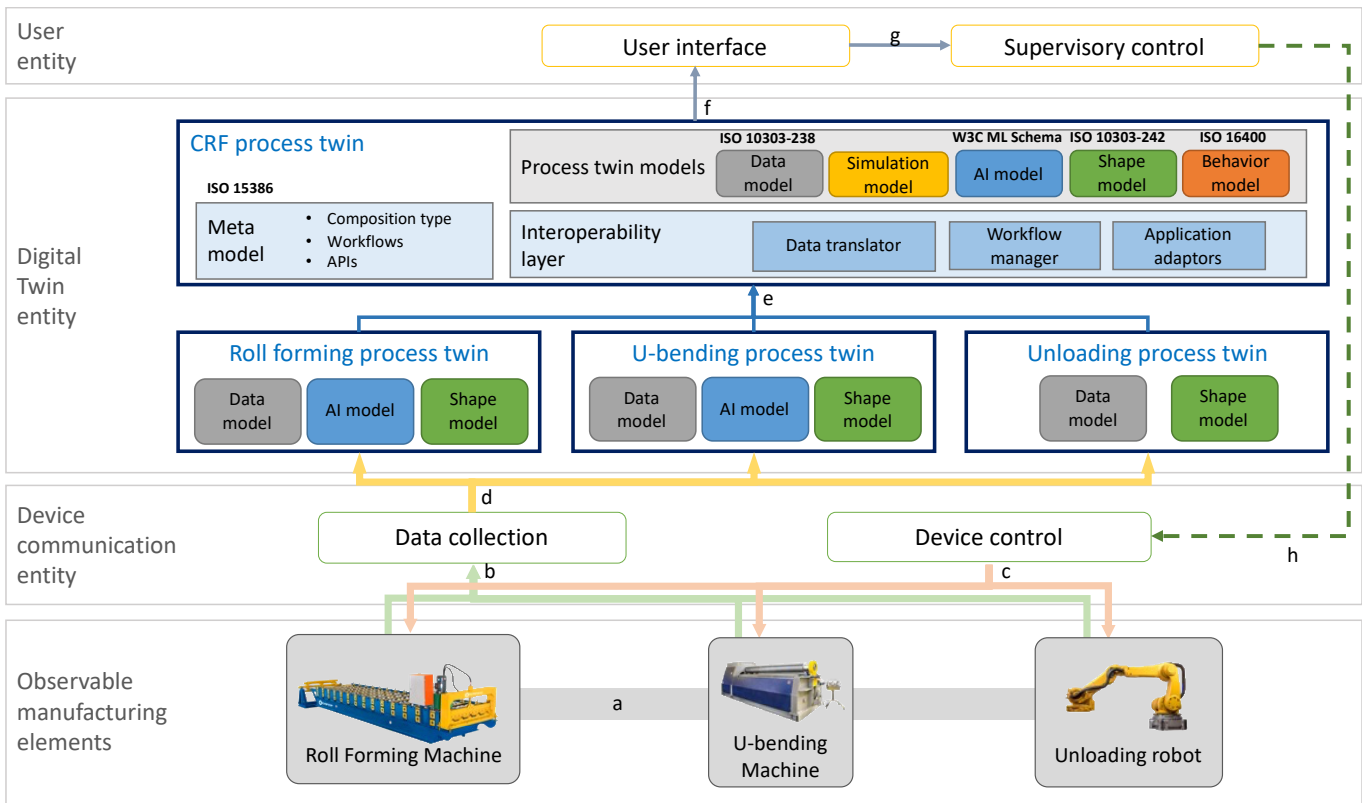 User
entity
User interface
g
Supervisory control
f
Digital
Twin
entity
CRF process twin
ISO 15386
Meta
model
• Composition type
• Workflows
• APIs
Process twin models
ISO 10303-238
Data
model
Simulation
model
W3C ML Schema
AI model
ISO 10303-242
Shape
model
ISO 16400
Behavior
model
Interoperability
layer
Data translator
Workflow
manager
Application
adaptors
e
Roll forming process twin
Data
model
AI model
Shape
model
U-bending process twin
Data
model
AI model
Shape
model
Unloading process twin
Data
model
Shape
model
d
Device
communication
entity
Data collection
Device control
h
b
c
Observable
manufacturing
elements
Roll Forming Machine
a
U-bending
Machine
Unloading robot